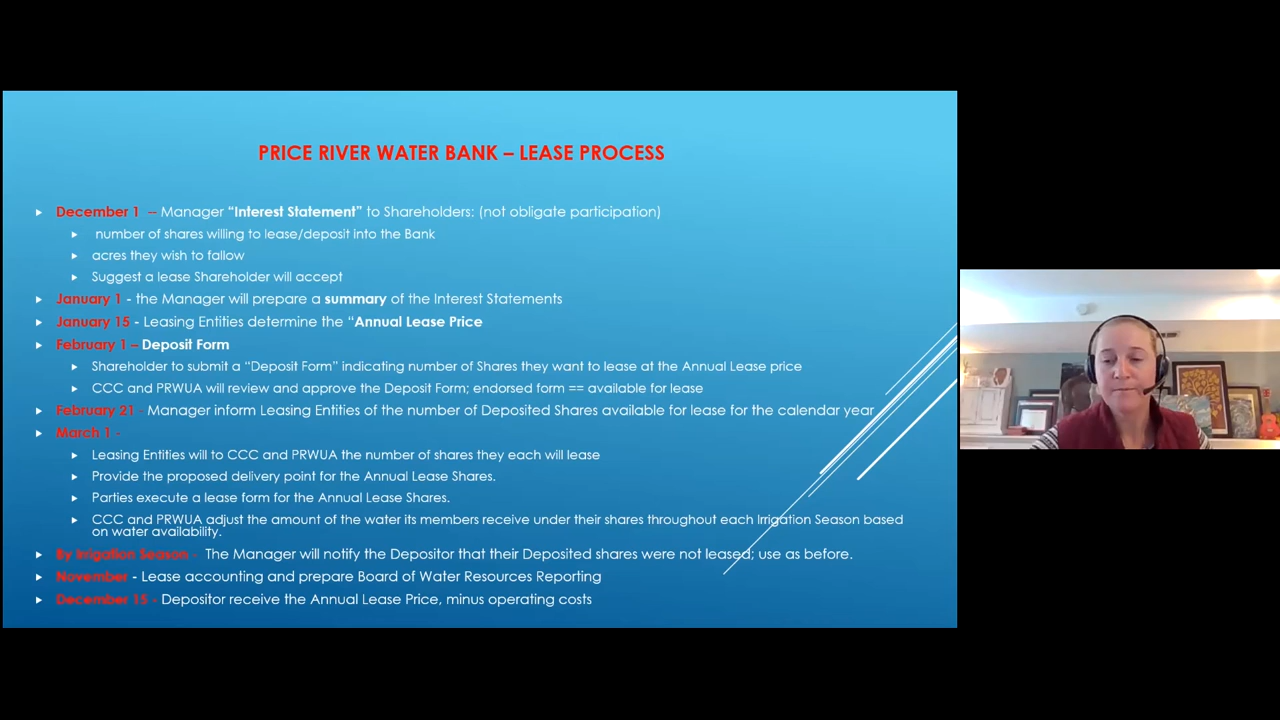 PRICE RIVER WATER BANK – LEASE PROCESS
December 1 – Manager “Interest Statement” to Shareholders: (not obligate participation)
number of shares willing to lease/deposit into the Bank
acres they wish to fallow
Suggest a lease Shareholder will accept
January 1 - the Manager will prepare a summary of the Interest Statements
January 15 - Leasing Entities determine the “Annual Lease Price
February 1 – Deposit Form
Shareholder to submit a “Deposit Form” indicating number of Shares they want to lease at the Annual Lease price
CCC and PRWUA will review and approve the Deposit Form; endorsed form == available for lease
February 21 - Manager inform Leasing Entities of the number of Deposited Shares available for lease for the calendar year
March 1 -
Leasing Entities will to CCC and PRWUA the number of shares they each will lease
Provide the proposed delivery point for the Annual Lease Shares.
Parties execute a lease form for the Annual Lease Shares.
CCC and PRWUA adjust the amount of the water its members receive under their shares throughout each Irrigation Season based
on water availability.
By Irrigation Season - The Manager will notify the Depositor that their Deposited shares were not leased; use as before.
November - Lease accounting and prepare Board of Water Resources Reporting
December 15 - Depositor receive the Annual Lease Price, minus operating costs